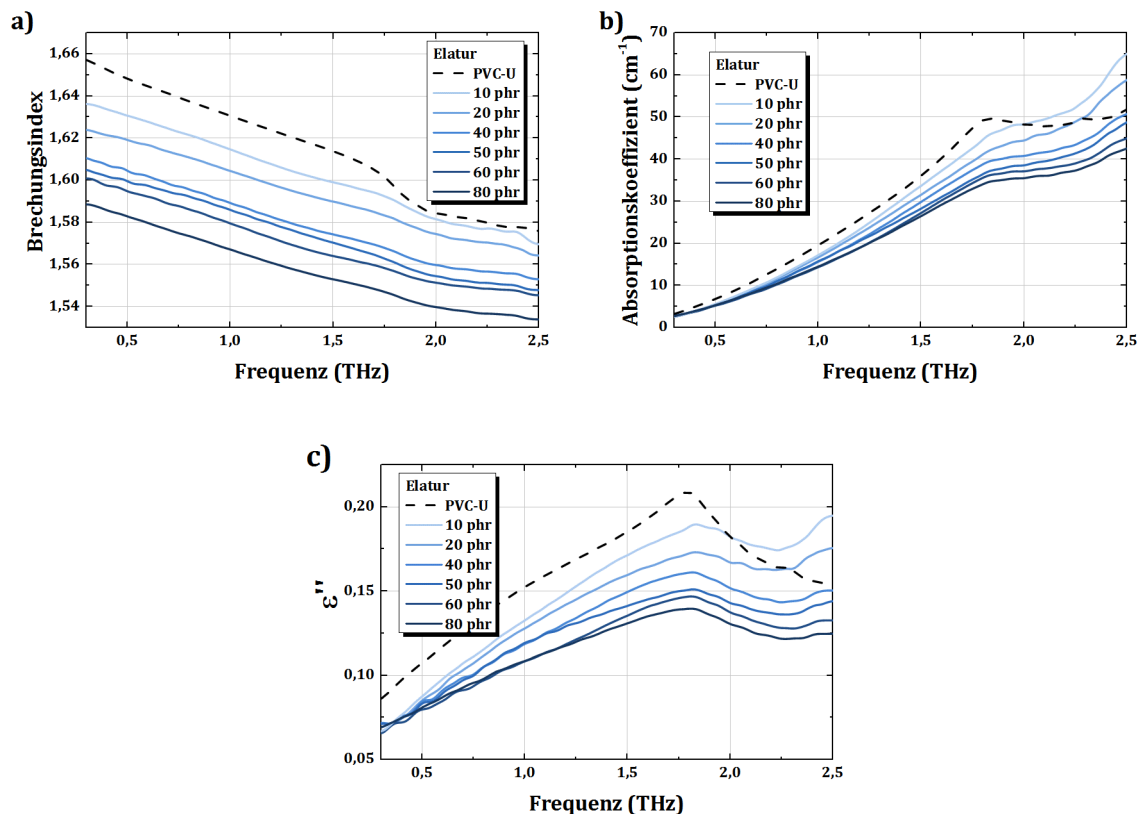 a)
Brechungsindex
1,66
1,64
1,62
1,60
1,58
1,56
1,54
0,5
1,0
1,5
2,0
2,5
Frequenz (THz)
Elatur
PVC-U
10 phr
20 phr
40 phr
50 phr
60 phr
80 phr
b)
Absorptionskoeffizient (cm⁻¹)
70
60
50
40
30
20
10
0
0,5
1,0
1,5
2,0
2,5
Frequenz (THz)
Elatur
PVC-U
10 phr
20 phr
40 phr
50 phr
60 phr
80 phr
c)
ε''
0,20
0,15
0,10
0,05
0,5
1,0
1,5
2,0
2,5
Frequenz (THz)
Elatur
PVC-U
10 phr
20 phr
40 phr
50 phr
60 phr
80 phr